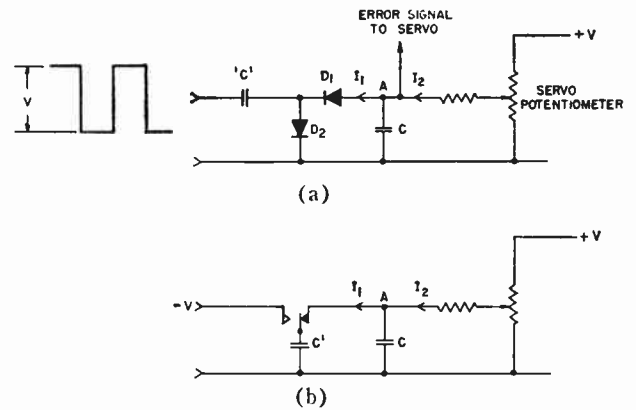 ERROR SIGNAL
TO SERVO
+V
V
'C'
D1
I1
A
I2
SERVO
POTENTIOMETER
D2
C
(a)
+V
-V
I1
A
I2
C'
C
(b)